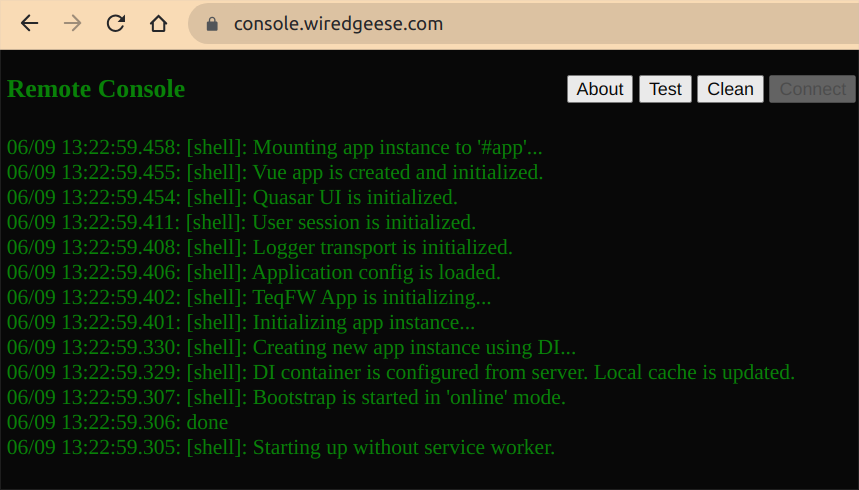 console.wiredgeese.com
Remote Console
About Test Clean Connect
06/09 13:22:59.458: [shell]: Mounting app instance to '#app'...
06/09 13:22:59.455: [shell]: Vue app is created and initialized.
06/09 13:22:59.454: [shell]: Quasar UI is initialized.
06/09 13:22:59.411: [shell]: User session is initialized.
06/09 13:22:59.408: [shell]: Logger transport is initialized.
06/09 13:22:59.406: [shell]: Application config is loaded.
06/09 13:22:59.402: [shell]: TeqFW App is initializing...
06/09 13:22:59.401: [shell]: Initializing app instance...
06/09 13:22:59.330: [shell]: Creating new app instance using DI...
06/09 13:22:59.329: [shell]: DI container is configured from server. Local cache is updated.
06/09 13:22:59.307: [shell]: Bootstrap is started in 'online' mode.
06/09 13:22:59.306: done
06/09 13:22:59.305: [shell]: Starting up without service worker.